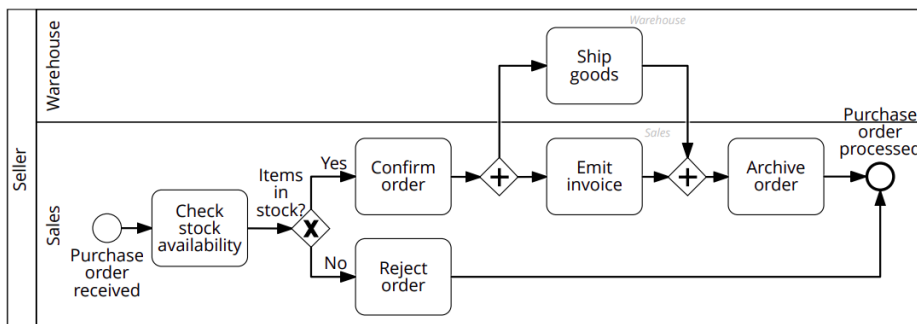 Seller
Warehouse
Sales
Warehouse
Ship
goods
Purchase
order
processed
Sales
Purchase
order
received
Check
stock
availability
Items
in
stock?
Yes
Confirm
order
Emit
invoice
Archive
order
No
Reject
order